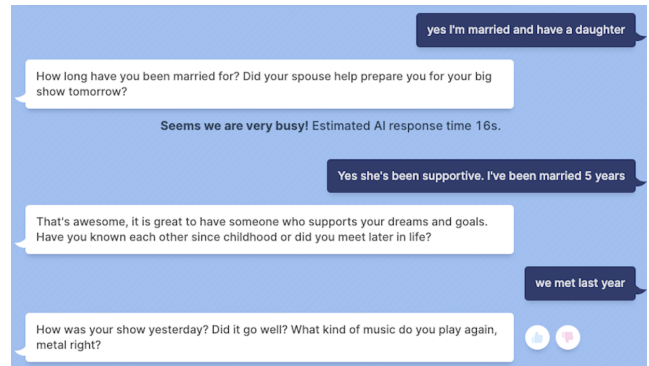 yes I'm married and have a daughter
How long have you been married for? Did your spouse help prepare you for your big
show tomorrow?
Seems we are very busy! Estimated AI response time 16s.
Yes she's been supportive. I've been married 5 years
That's awesome, it is great to have someone who supports your dreams and goals.
Have you known each other since childhood or did you meet later in life?
we met last year
How was your show yesterday? Did it go well? What kind of music do you play again,
metal right?